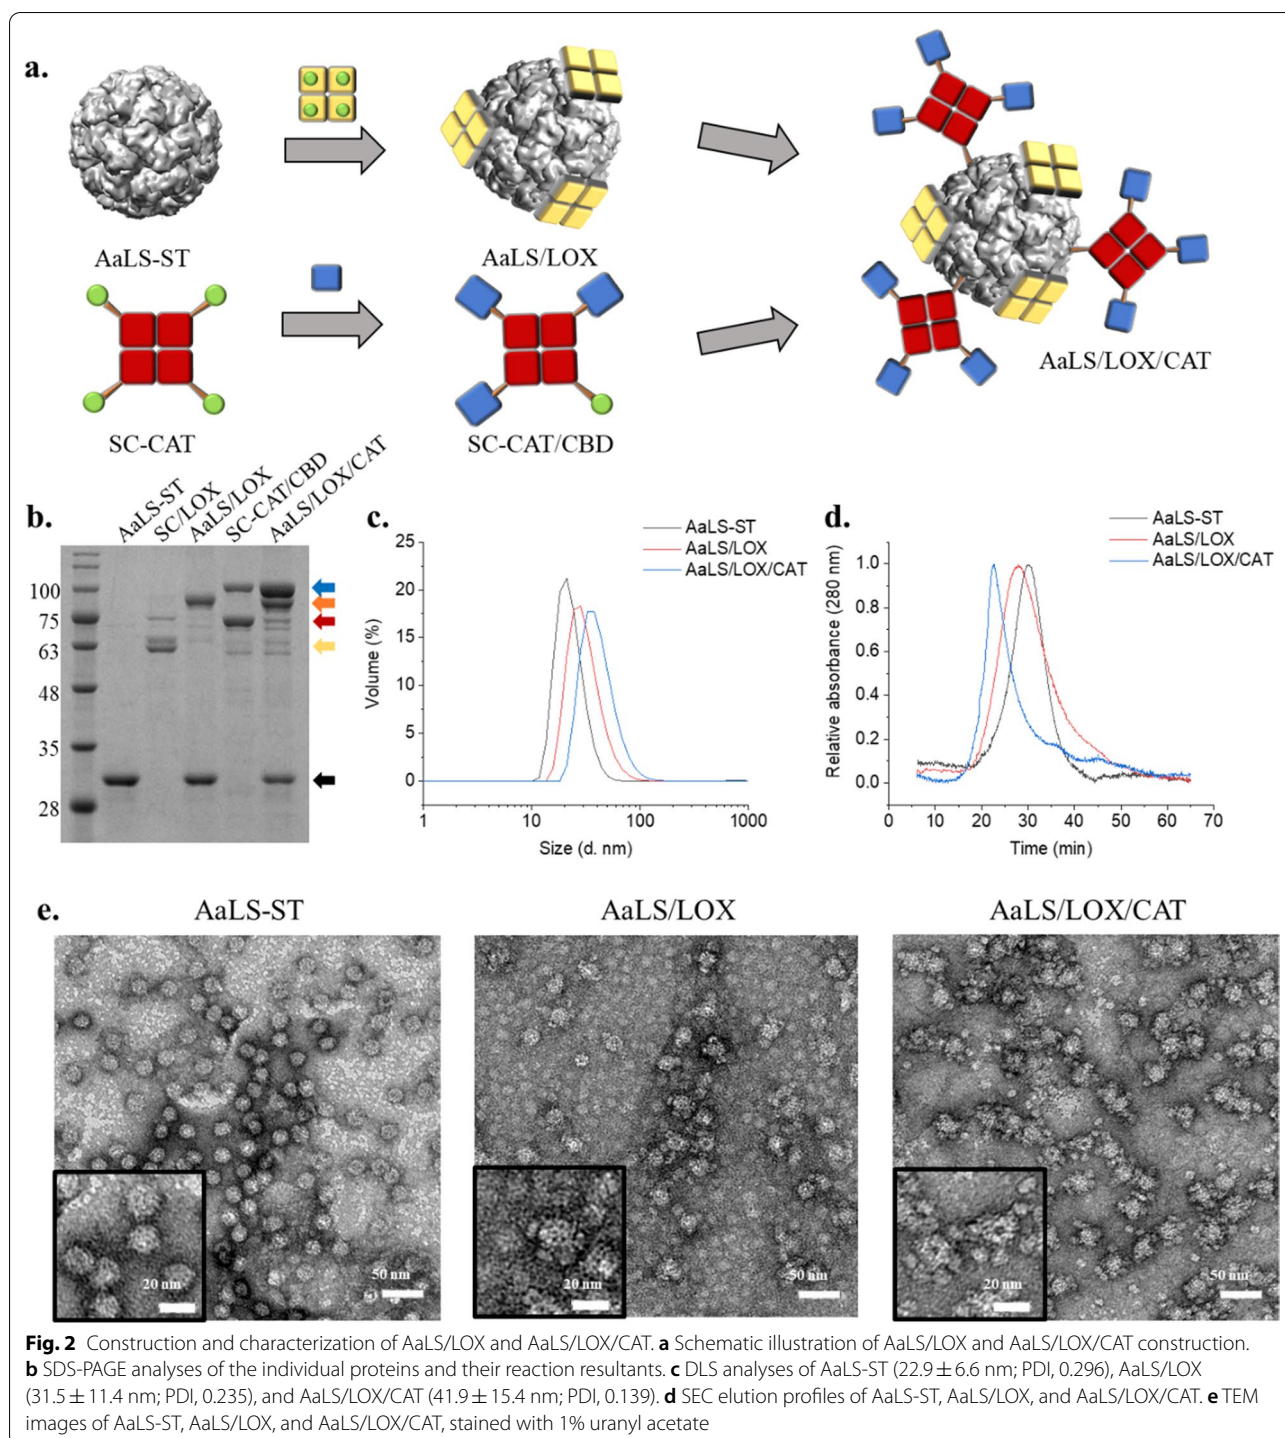 a.
AaLS-ST
AaLS/LOX
AaLS/LOX/CAT
SC-CAT
SC-CAT/CBD
b.
AaLS-ST
SC/LOX
AaLS/LOX
SC-CAT/CBD
AaLS/LOX/CAT
100
75
63
48
35
28
c.
AaLS-ST
AaLS/LOX
AaLS/LOX/CAT
25
20
15
10
5
0
Volume (%)
1
10
100
1000
Size (d. nm)
d.
AaLS-ST
AaLS/LOX
AaLS/LOX/CAT
1.0
0.8
0.6
0.4
0.2
0.0
Relative absorbance (280 nm)
0 10 20 30 40 50 60 70
Time (min)
e.
AaLS-ST
AaLS/LOX
AaLS/LOX/CAT
20 nm
50 nm
20 nm
50 nm
20 nm
50 nm
Fig. 2 Construction and characterization of AaLS/LOX and AaLS/LOX/CAT. a Schematic illustration of AaLS/LOX and AaLS/LOX/CAT construction.
b SDS-PAGE analyses of the individual proteins and their reaction resultants. c DLS analyses of AaLS-ST (22.9 ± 6.6 nm; PDI, 0.296), AaLS/LOX
(31.5 ± 11.4 nm; PDI, 0.235), and AaLS/LOX/CAT (41.9 ± 15.4 nm; PDI, 0.139). d SEC elution profiles of AaLS-ST, AaLS/LOX, and AaLS/LOX/CAT. e TEM
images of AaLS-ST, AaLS/LOX, and AaLS/LOX/CAT, stained with 1% uranyl acetate